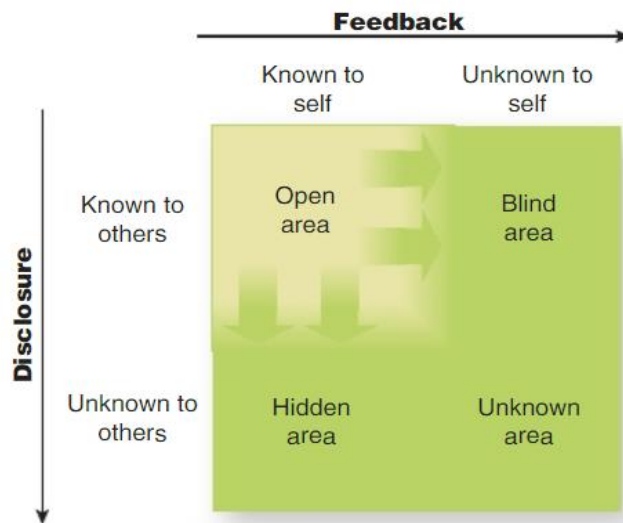 Feedback
Known to
self
Unknown to
self
Disclosure
Known to
others
Open
area
Blind
area
Unknown to
others
Hidden
area
Unknown
area